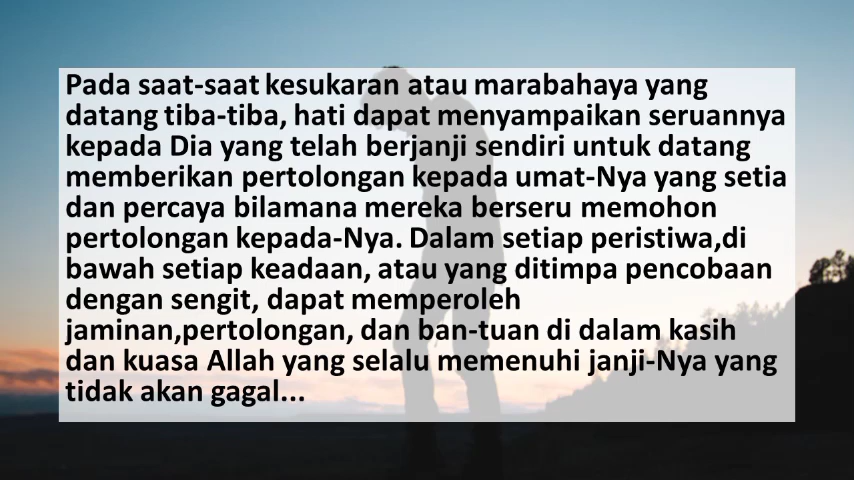 Pada saat-saat kesukaran atau marabahaya yang
datang tiba-tiba, hati dapat menyampaikan seruannya
kepada Dia yang telah berjanji sendiri untuk datang
memberikan pertolongan kepada umat-Nya yang setia
dan percaya bilamana mereka berseru memohon
pertolongan kepada-Nya. Dalam setiap peristiwa,di
bawah setiap keadaan, atau yang ditimpa pencobaan
dengan sengit, dapat memperoleh
jaminan,pertolongan, dan ban-tuan di dalam kasih
dan kuasa Allah yang selalu memenuhi janji-Nya yang
tidak akan gagal...